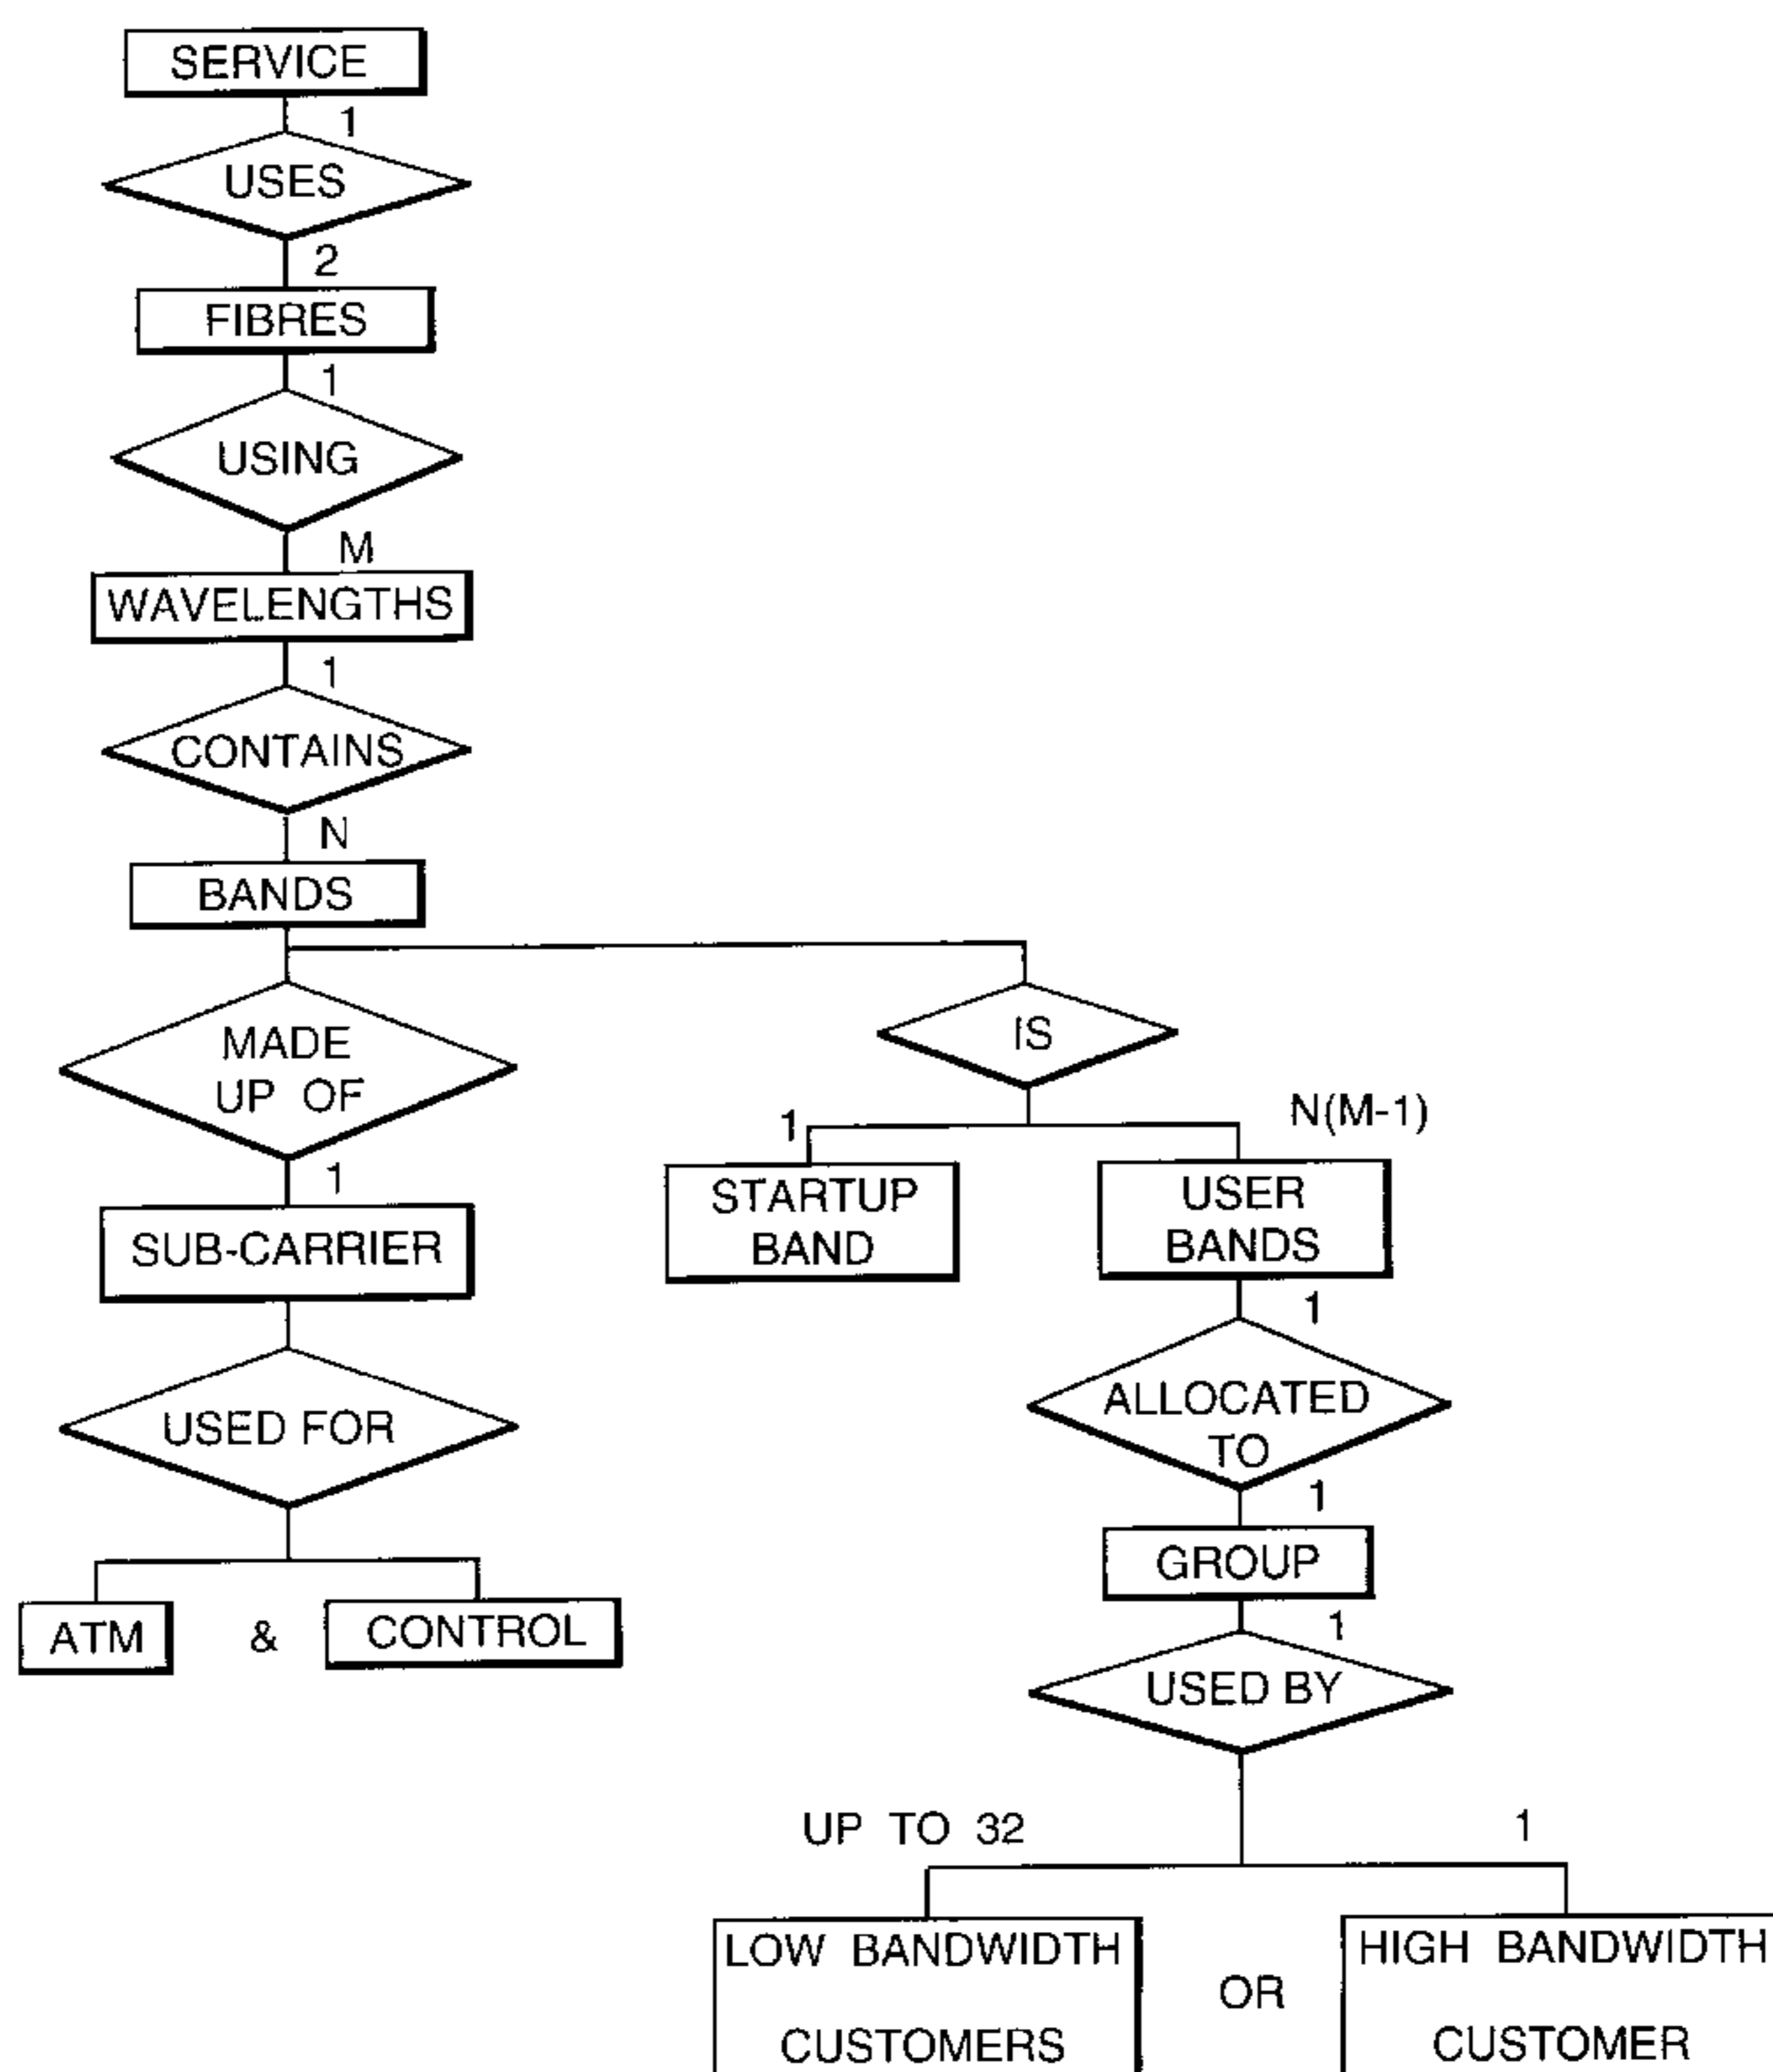 SERVICE
1
USES
2
FIBRES
1
USING
M
WAVELENGTHS
1
CONTAINS
N
BANDS
MADE
UP OF
1
SUB-CARRIER
USED FOR
ATM
&
CONTROL
IS
1
N(M-1)
STARTUP
BAND
USER
BANDS
1
ALLOCATED
TO
1
GROUP
1
USED BY
UP TO 32
1
LOW BANDWIDTH
CUSTOMERS
OR
HIGH BANDWIDTH
CUSTOMER